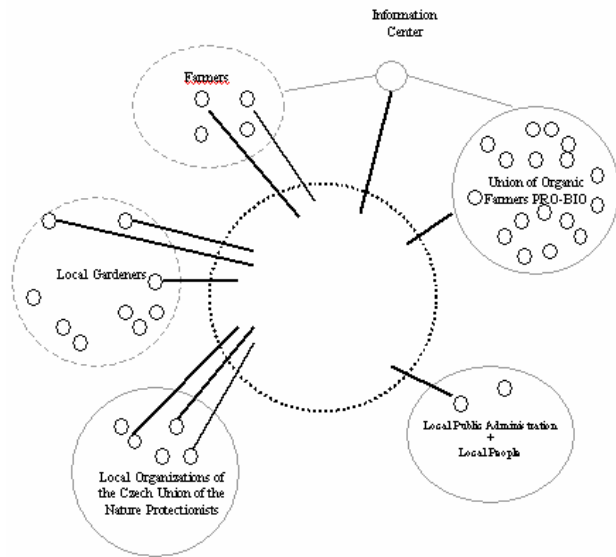 Information
Center
Farmers
Union of Organic
Farmers PRO-BIO
Local Gardeners
Local Public Administration
+
Local People
Local Organizations of
the Czech Union of the
Nature Protectionists